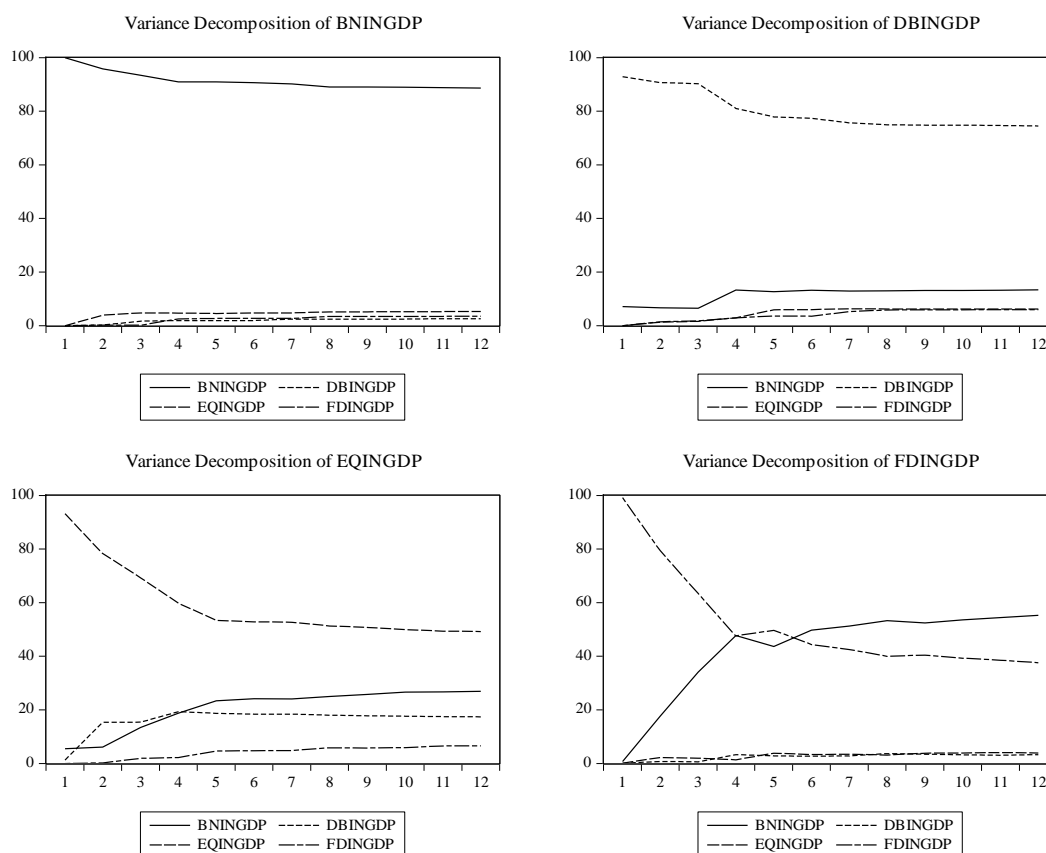 Variance Decomposition of BNINGDP
100
80
60
40
20
0
1 2 3 4 5 6 7 8 9 10 11 12
BNINGDP DBINGDP
EQINGDP FDINGDP
Variance Decomposition of DBINGDP
100
80
60
40
20
0
1 2 3 4 5 6 7 8 9 10 11 12
BNINGDP DBINGDP
EQINGDP FDINGDP
Variance Decomposition of EQINGDP
100
80
60
40
20
0
1 2 3 4 5 6 7 8 9 10 11 12
BNINGDP DBINGDP
EQINGDP FDINGDP
Variance Decomposition of FDINGDP
100
80
60
40
20
0
1 2 3 4 5 6 7 8 9 10 11 12
BNINGDP DBINGDP
EQINGDP FDINGDP